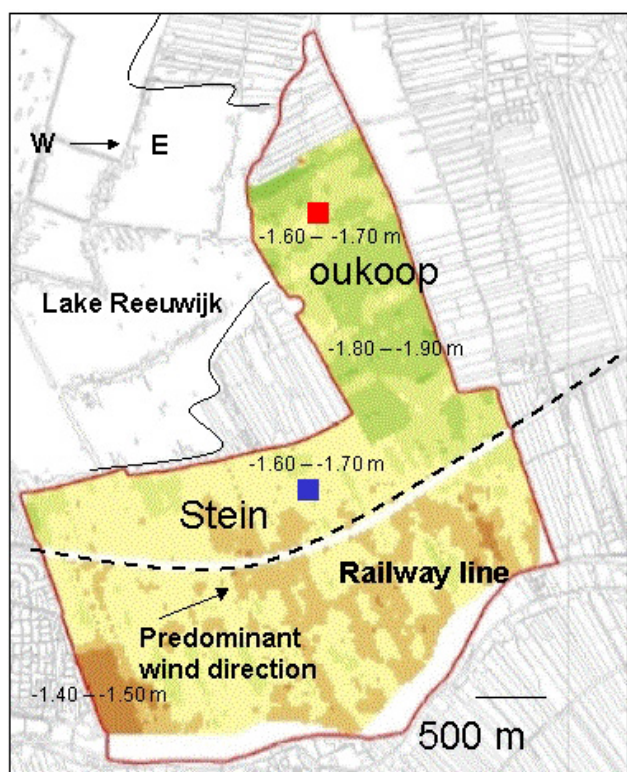 W E
-1.60 – -1.70 m
oukoop
Lake Reeuwijk
-1.80 – -1.90 m
-1.60 – -1.70 m
Stein
Railway line
Predominant
wind direction
-1.40 – -1.50 m
500 m